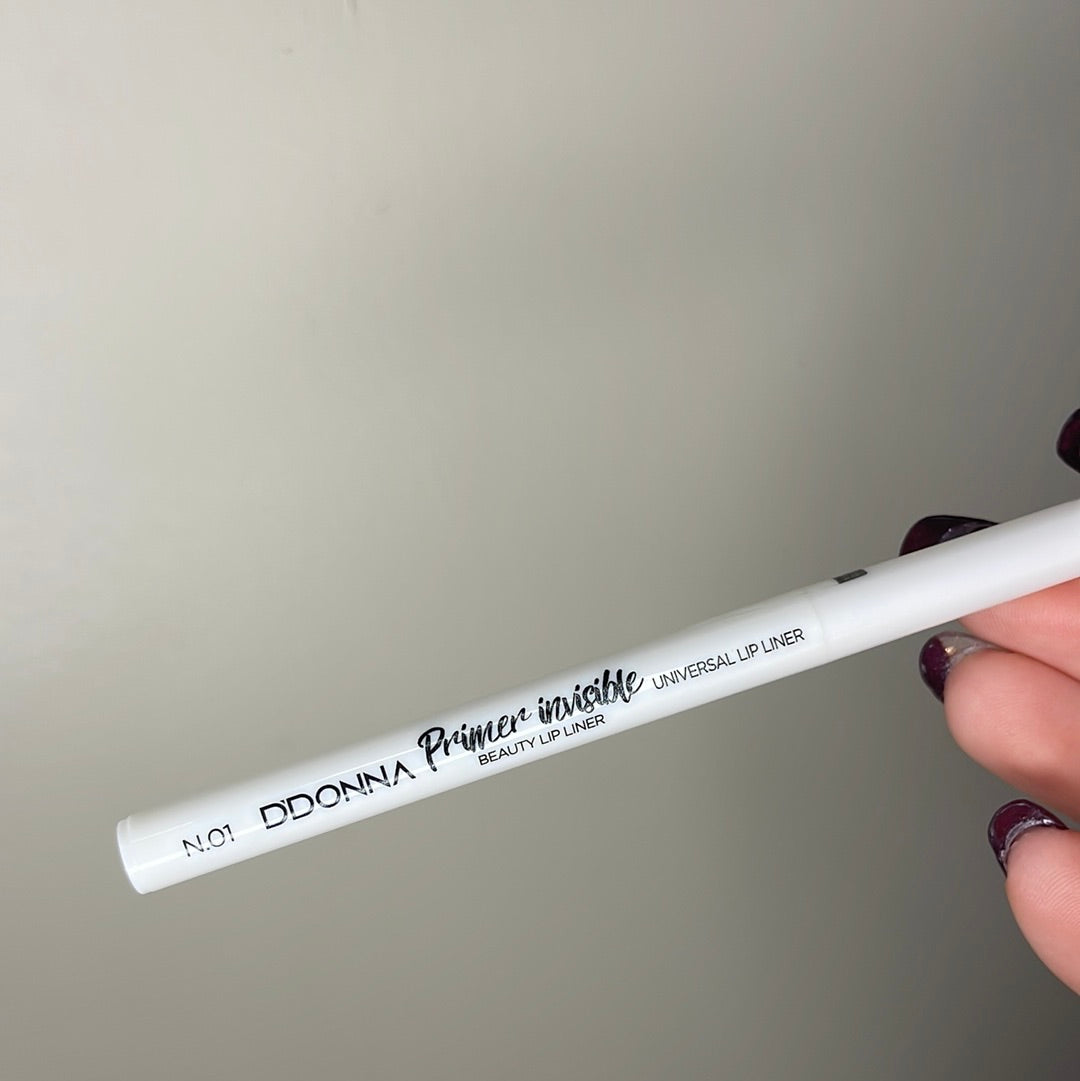 N.01
D'DONNA
Primer invisible
BEAUTY LIP LINER
UNIVERSAL LIP LINER